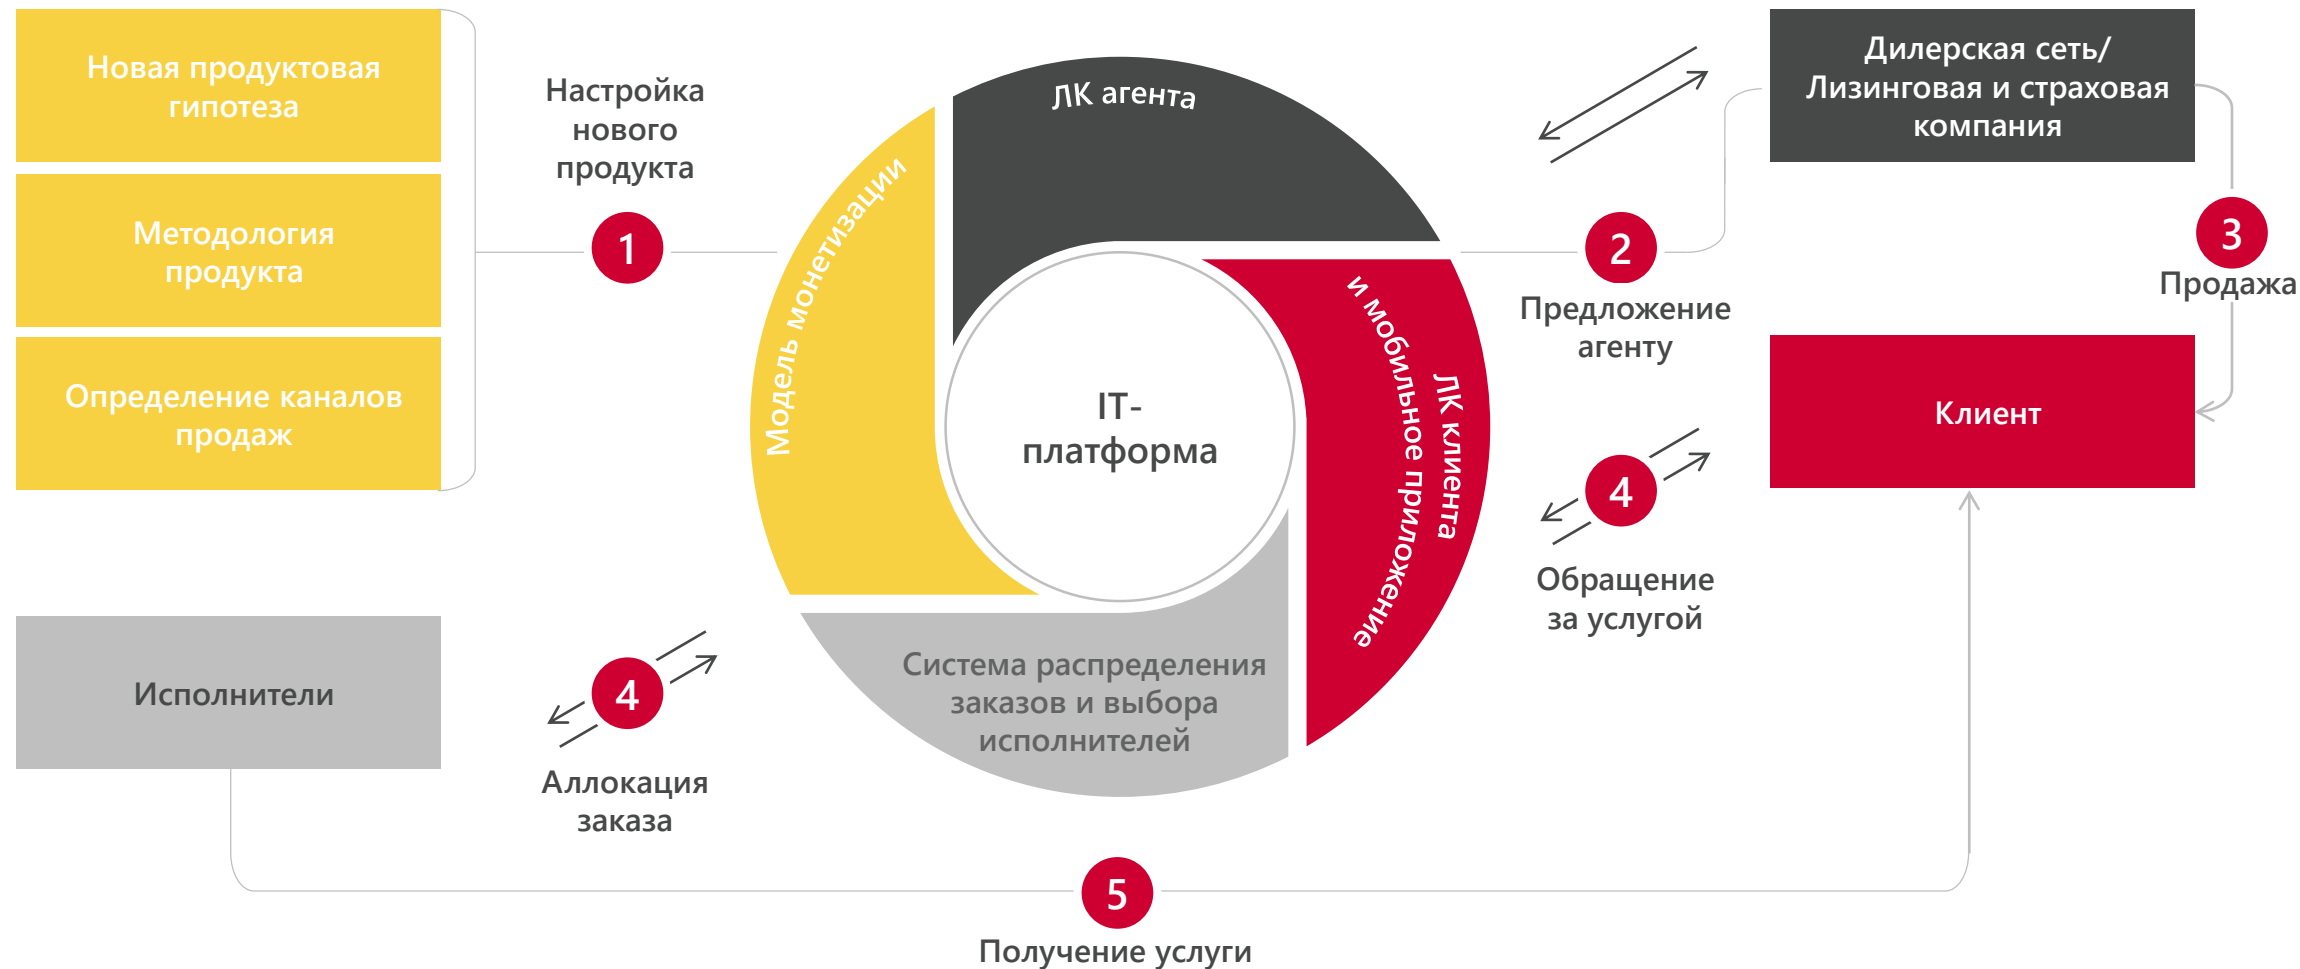 Новая продуктовая
гипотеза
Методология
продукта
Определение каналов
продаж
Исполнители
Настройка
нового
продукта
1
Модель монетизации
ЛК агента
ЛК клиента
и мобильное приложение
IT-
платформа
Система распределения
заказов и выбора
исполнителей
4
Аллокация
заказа
2
Предложение
агенту
Дилерская сеть/
Лизинговая и страховая
компания
3
Продажа
Клиент
4
Обращение
за услугой
5
Получение услуги